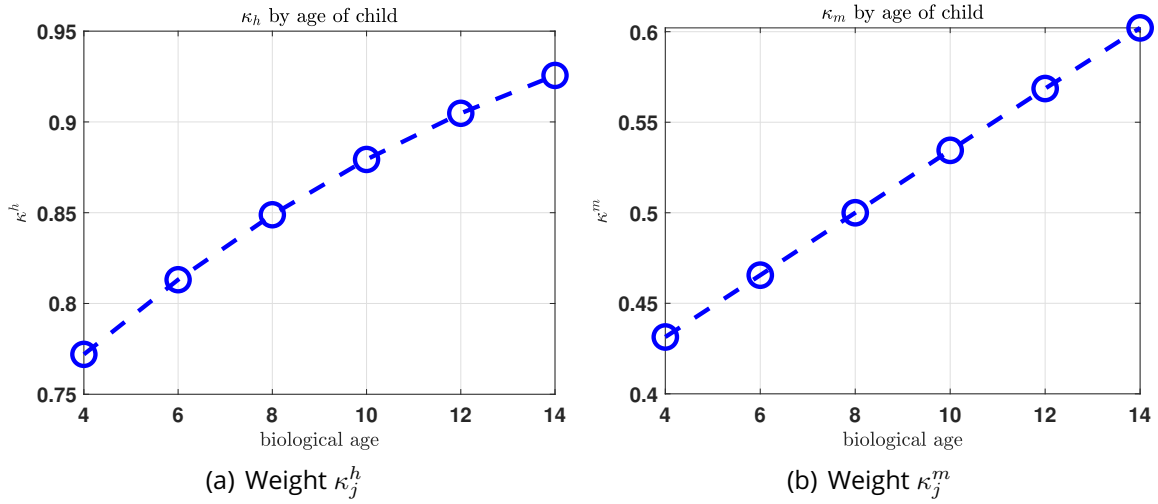 κ_h by age of child
0.95
0.9
0.85
0.8
0.75
κ^h
4 6 8 10 12 14
biological age
(a) Weight κ_j^h
κ_m by age of child
0.6
0.55
0.5
0.45
0.4
κ^m
4 6 8 10 12 14
biological age
(b) Weight κ_j^m